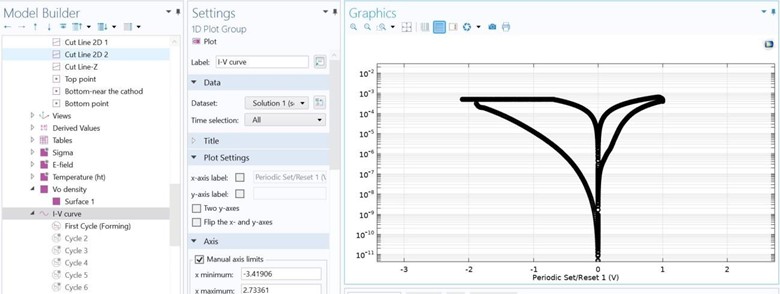 Model Builder
Cut Line 2D 1
Cut Line 2D 2
Cut Line-Z
Top point
Bottom-near the cathod
Bottom point
Views
Derived Values
Tables
Sigma
E-field
Temperature (ht)
Vo density
Surface 1
I-V curve
First Cycle (Forming)
Cycle 2
Cycle 3
Cycle 4
Cycle 5
Cycle 6
Settings
1D Plot Group
Plot
Label: I-V curve
Data
Dataset: Solution 1 (s
Time selection: All
Title
Plot Settings
x-axis label: Periodic Set/Reset 1 (V
y-axis label:
Two y-axes
Flip the x- and y-axes
Axis
Manual axis limits
x minimum: -3.41906
x maximum: 2.73361
Graphics
10⁻²
10⁻³
10⁻⁴
10⁻⁵
10⁻⁶
10⁻⁷
10⁻⁸
10⁻⁹
10⁻¹⁰
10⁻¹¹
-3 -2 -1 0 1 2
Periodic Set/Reset 1 (V)